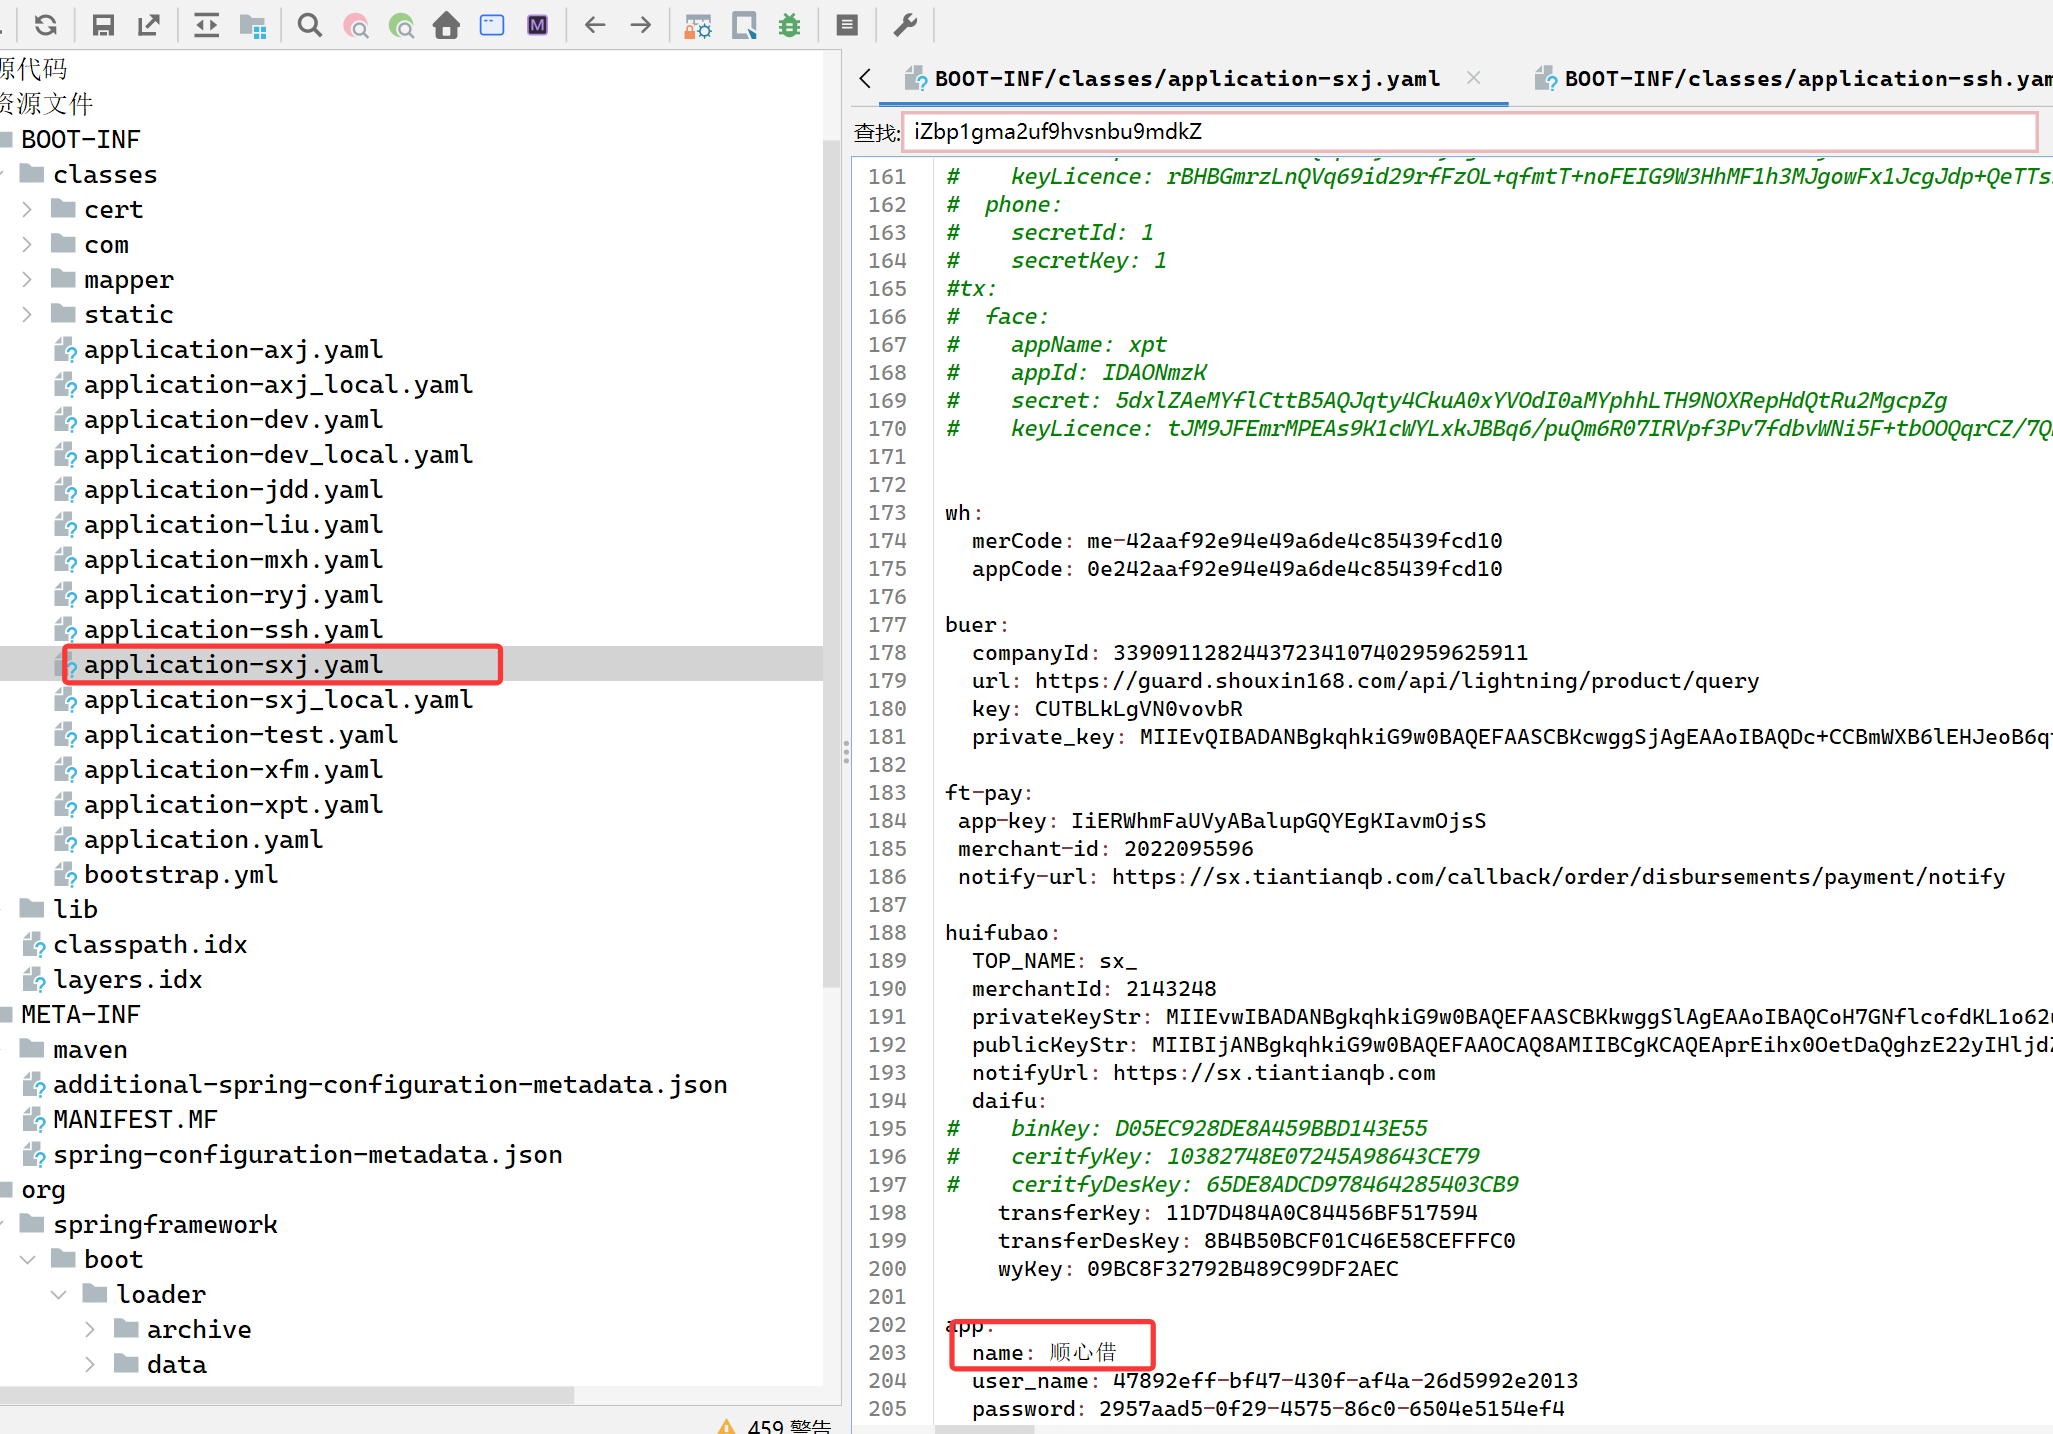 源代码
资源文件
BOOT-INF
classes
cert
com
mapper
static
application-axj.yaml
application-axj_local.yaml
application-dev.yaml
application-dev_local.yaml
application-jdd.yaml
application-liu.yaml
application-mxh.yaml
application-ryj.yaml
application-ssh.yaml
application-sxj.yaml
application-sxj_local.yaml
application-test.yaml
application-xfm.yaml
application-xpt.yaml
application.yaml
bootstrap.yml
lib
classpath.idx
layers.idx
META-INF
maven
additional-spring-configuration-metadata.json
MANIFEST.MF
spring-configuration-metadata.json
org
springframework
boot
loader
archive
data
459 警告
BOOT-INF/classes/application-sxj.yaml
BOOT-INF/classes/application-ssh.yam
查找: iZbp1gma2uf9hvsnbu9mdkZ
161 #    keyLicence: rBHBGmrzLnQVq69id29rfFzOL+qfmtT+noFEIG9W3HhMF1h3MJgowFx1JcgJdp+QeTTs
162 #  phone:
163 #    secretId: 1
164 #    secretKey: 1
165 #tx:
166 #  face:
167 #    appName: xpt
168 #    appId: IDAONmzK
169 #    secret: 5dxlZAeMYflCttB5AQJqty4CkuA0xYVOdI0aMYphhLTH9NOXRepHdQtRu2MgcpZg
170 #    keyLicence: tJM9JFEmrMPEAs9K1cWYLxkJBBq6/puQm6R07IRVpf3Pv7fdbvWNi5F+tbOOQqrCZ/7Q
171
172
173 wh:
174   merCode: me-42aaf92e94e49a6de4c85439fcd10
175   appCode: 0e242aaf92e94e49a6de4c85439fcd10
176
177 buer:
178   companyId: 33909112824437234107402959625911
179   url: https://guard.shouxin168.com/api/lightning/product/query
180   key: CUTBLkLgVN0vovbR
181   private_key: MIIEvQIBADANBgkqhkiG9w0BAQEFAASCBKcwggSjAgEAAoIBAQDc+CCBmWXB6lEHJeoB6q
182
183 ft-pay:
184  app-key: IiERWhmFaUVyABalupGQYEgKIavmOjsS
185  merchant-id: 2022095596
186  notify-url: https://sx.tiantianqb.com/callback/order/disbursements/payment/notify
187
188 huifubao:
189   TOP_NAME: sx_
190   merchantId: 2143248
191   privateKeyStr: MIIEvwIBADANBgkqhkiG9w0BAQEFAASCBKkwggSlAgEAAoIBAQCoH7GNflcofdKL1o62
192   publicKeyStr: MIIBIjANBgkqhkiG9w0BAQEFAAOCAQ8AMIIBCgKCAQEAprEihx0OetDaQghzE22yIHljd
193   notifyUrl: https://sx.tiantianqb.com
194   daifu:
195 #    binKey: D05EC928DE8A459BBD143E55
196 #    ceritfyKey: 10382748E07245A98643CE79
197 #    ceritfyDesKey: 65DE8ADCD978464285403CB9
198     transferKey: 11D7D484A0C84456BF517594
199     transferDesKey: 8B4B50BCF01C46E58CEFFFC0
200     wyKey: 09BC8F32792B489C99DF2AEC
201
202 app:
203   name: 顺心借
204   user_name: 47892eff-bf47-430f-af4a-26d5992e2013
205   password: 2957aad5-0f29-4575-86c0-6504e5154ef4